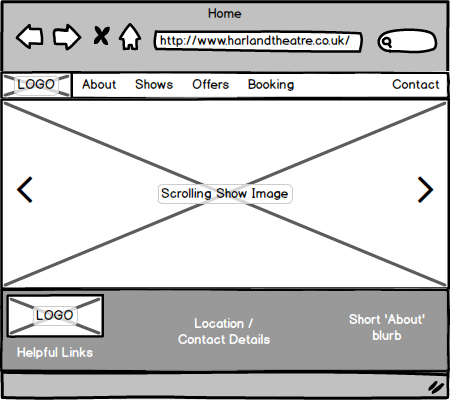 Home
http://www.harlandtheatre.co.uk/
LOGO About Shows Offers Booking Contact
Scrolling Show Image
LOGO
Helpful Links
Location /
Contact Details
Short 'About'
blurb